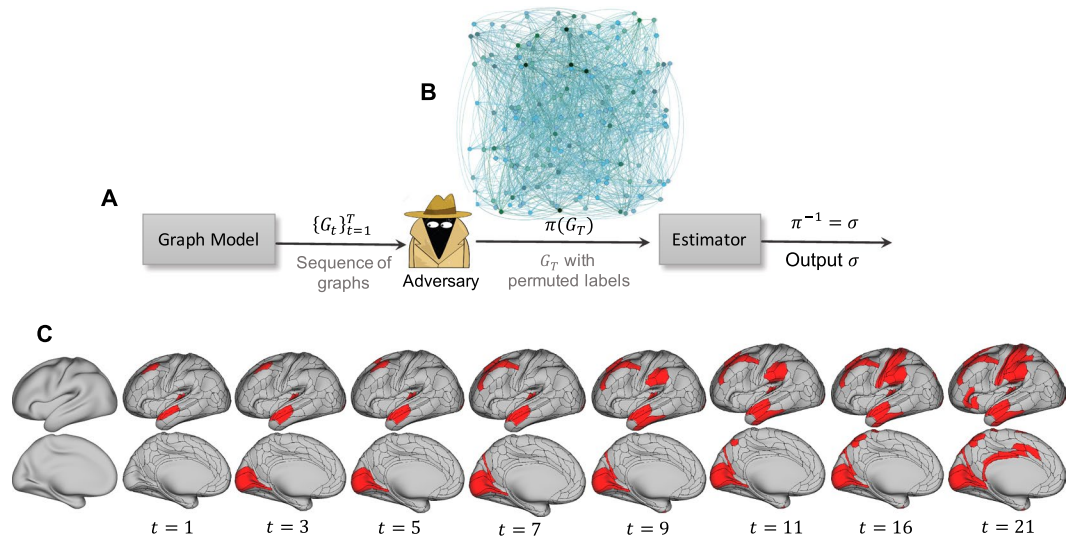 B
A
Graph Model
{G_t}_{t=1}^T
Sequence of
graphs
Adversary
π(G_T)
G_T with
permuted labels
Estimator
π^{-1} = σ
Output σ
C
t = 1
t = 3
t = 5
t = 7
t = 9
t = 11
t = 16
t = 21